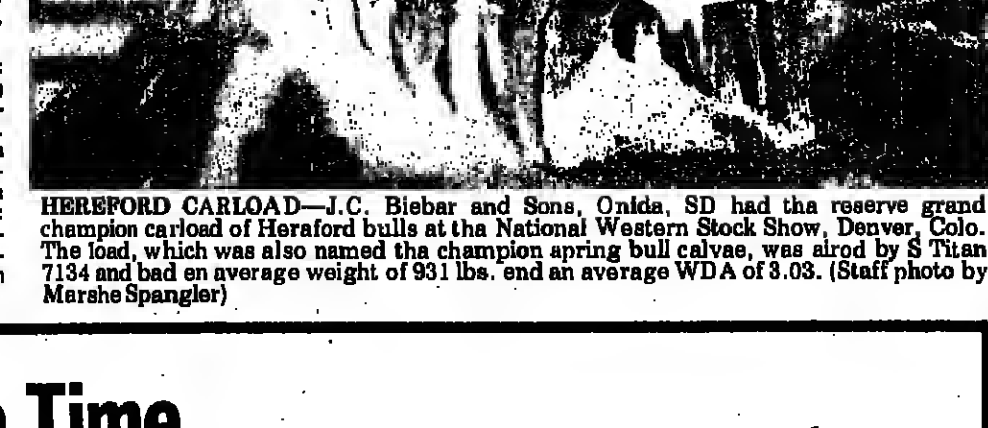 HEREFORD CARLOAD—J.C. Biebar and Sons, Onida, SD had tha reserve grand
champion carload of Heraford bulls at tha National Western Stock Show, Denver, Colo.
The load, which was also named tha champion apring bull calvae, was airod by S Titan
7134 and bad en average weight of 931 lbs. end an average WDA of 3.03. (Staff photo by
Marshe Spangler)
Time